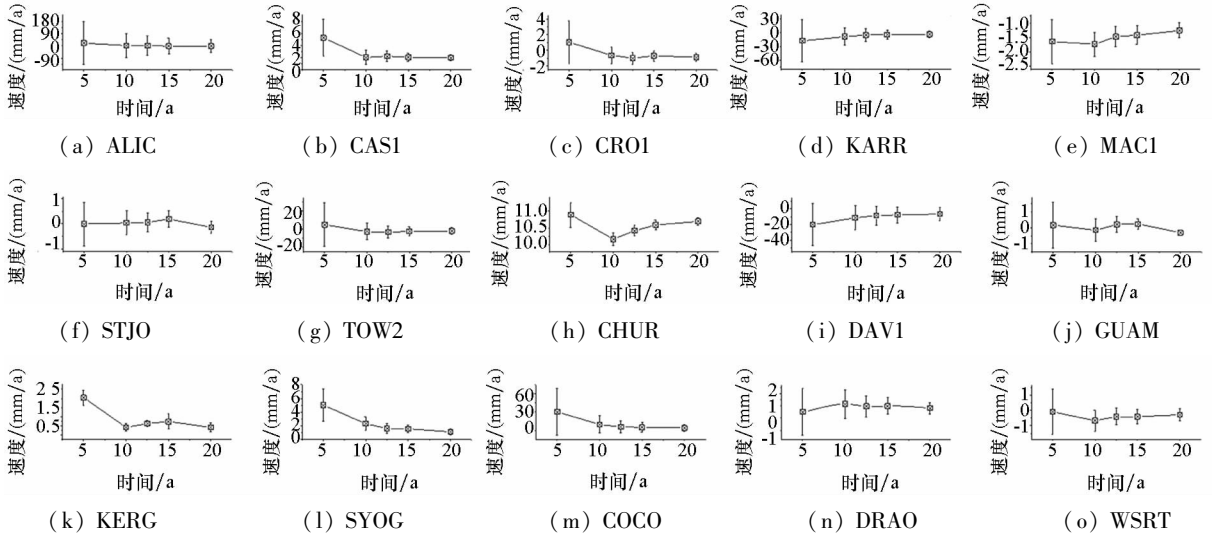 速度/(mm/a)
180
90
0
-90
5 10 15 20
时间/a
(a) ALIC
速度/(mm/a)
8
6
4
2
0
5 10 15 20
时间/a
(b) CAS1
速度/(mm/a)
4
2
0
-2
5 10 15 20
时间/a
(c) CRO1
速度/(mm/a)
30
0
-30
-60
5 10 15 20
时间/a
(d) KARR
速度/(mm/a)
-1.0
-1.5
-2.0
-2.5
5 10 15 20
时间/a
(e) MAC1
速度/(mm/a)
1
0
-1
5 10 15 20
时间/a
(f) STJO
速度/(mm/a)
20
0
-20
5 10 15 20
时间/a
(g) TOW2
速度/(mm/a)
11.0
10.5
10.0
5 10 15 20
时间/a
(h) CHUR
速度/(mm/a)
0
-20
-40
5 10 15 20
时间/a
(i) DAV1
速度/(mm/a)
1
0
-1
5 10 15 20
时间/a
(j) GUAM
速度/(mm/a)
2.5
1.5
0.5
5 10 15 20
时间/a
(k) KERG
速度/(mm/a)
8
6
4
2
0
5 10 15 20
时间/a
(l) SYOG
速度/(mm/a)
60
30
0
5 10 15 20
时间/a
(m) COCO
速度/(mm/a)
2
1
0
-1
5 10 15 20
时间/a
(n) DRAO
速度/(mm/a)
1
0
-1
5 10 15 20
时间/a
(o) WSRT